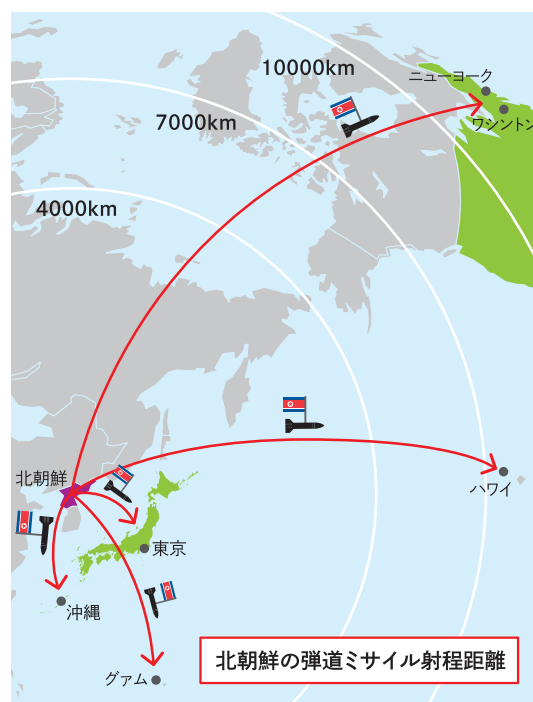 10000km
ニューヨーク
7000km
ワシントン
4000km
北朝鮮
ハワイ
東京
沖縄
グァム
北朝鮮の弾道ミサイル射程距離